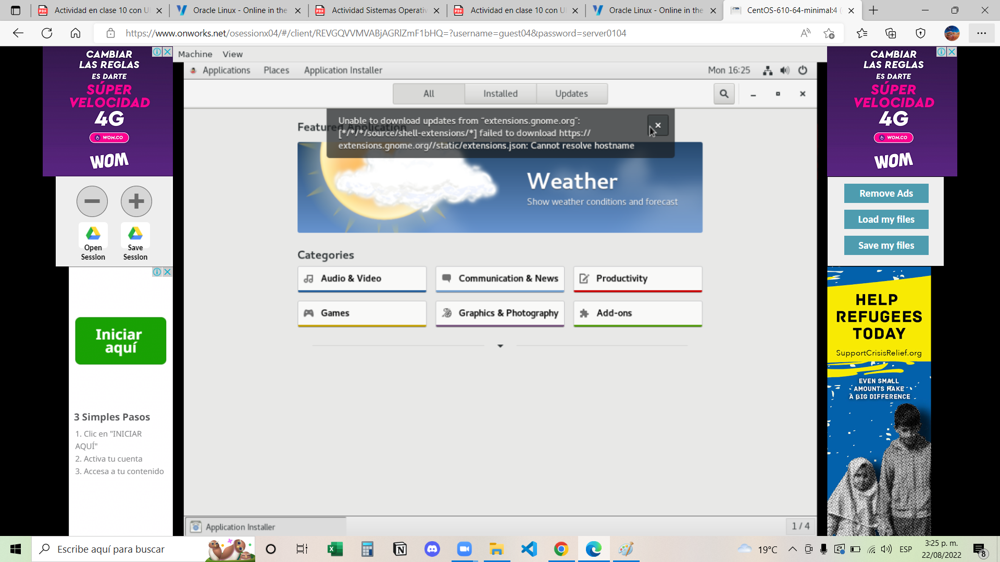 Actividad en clase 10 con U
Oracle Linux - Online in the
Actividad Sistemas Operativ
Actividad en clase 10 con U
Oracle Linux - Online in the
CentOS-610-64-minimal:4 (
https://www.onworks.net/osessionx04/#/client/REVGQVVMVABjAGRlZmF1bHQ=?username=guest04&password=server0104
CAMBIAR
LAS REGLAS
ES DARTE
SÚPER
VELOCIDAD
4G
WOM.CO
WOM
Open
Session
Save
Session
Iniciar
aquí
3 Simples Pasos
1. Clic en "INICIAR
AQUÍ"
2. Activa tu cuenta
3. Accesa a tu contenido
Machine View
Applications Places Application Installer
Mon 16:25
All Installed Updates
Featured Application
Unable to download updates from “extensions.gnome.org”:
[*/*/*/source/shell-extensions/*] failed to download https://
extensions.gnome.org//static/extensions.json: Cannot resolve hostname
Weather
Show weather conditions and forecast
Categories
Audio & Video
Communication & News
Productivity
Games
Graphics & Photography
Add-ons
Application Installer
1 / 4
CAMBIAR
LAS REGLAS
ES DARTE
SÚPER
VELOCIDAD
4G
WOM.CO
WOM
Remove Ads
Load my files
Save my files
HELP
REFUGEES
TODAY
SupportCrisisRelief.org
EVEN SMALL
AMOUNTS MAKE
A BIG DIFFERENCE
Escribe aquí para buscar
19°C
ESP
3:25 p. m.
22/08/2022
8